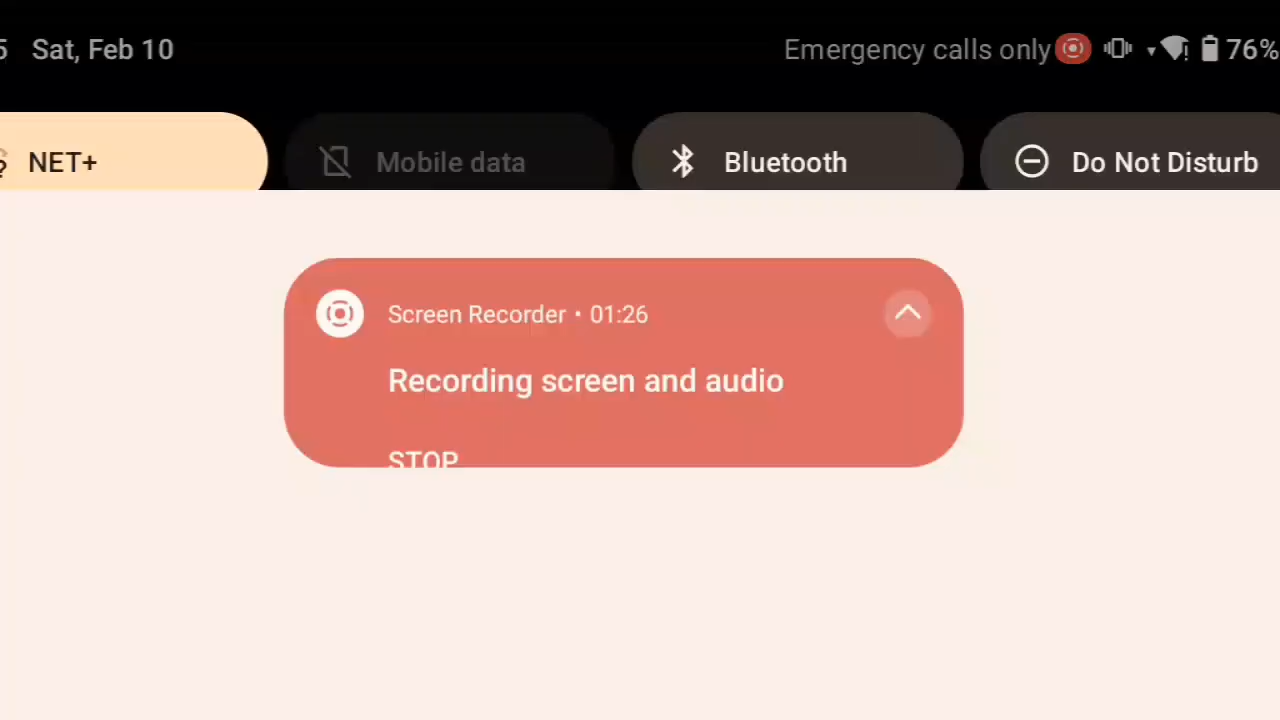 5 Sat, Feb 10 Emergency calls only 76%
NET+ Mobile data Bluetooth Do Not Disturb
Screen Recorder • 01:26
Recording screen and audio
STOP